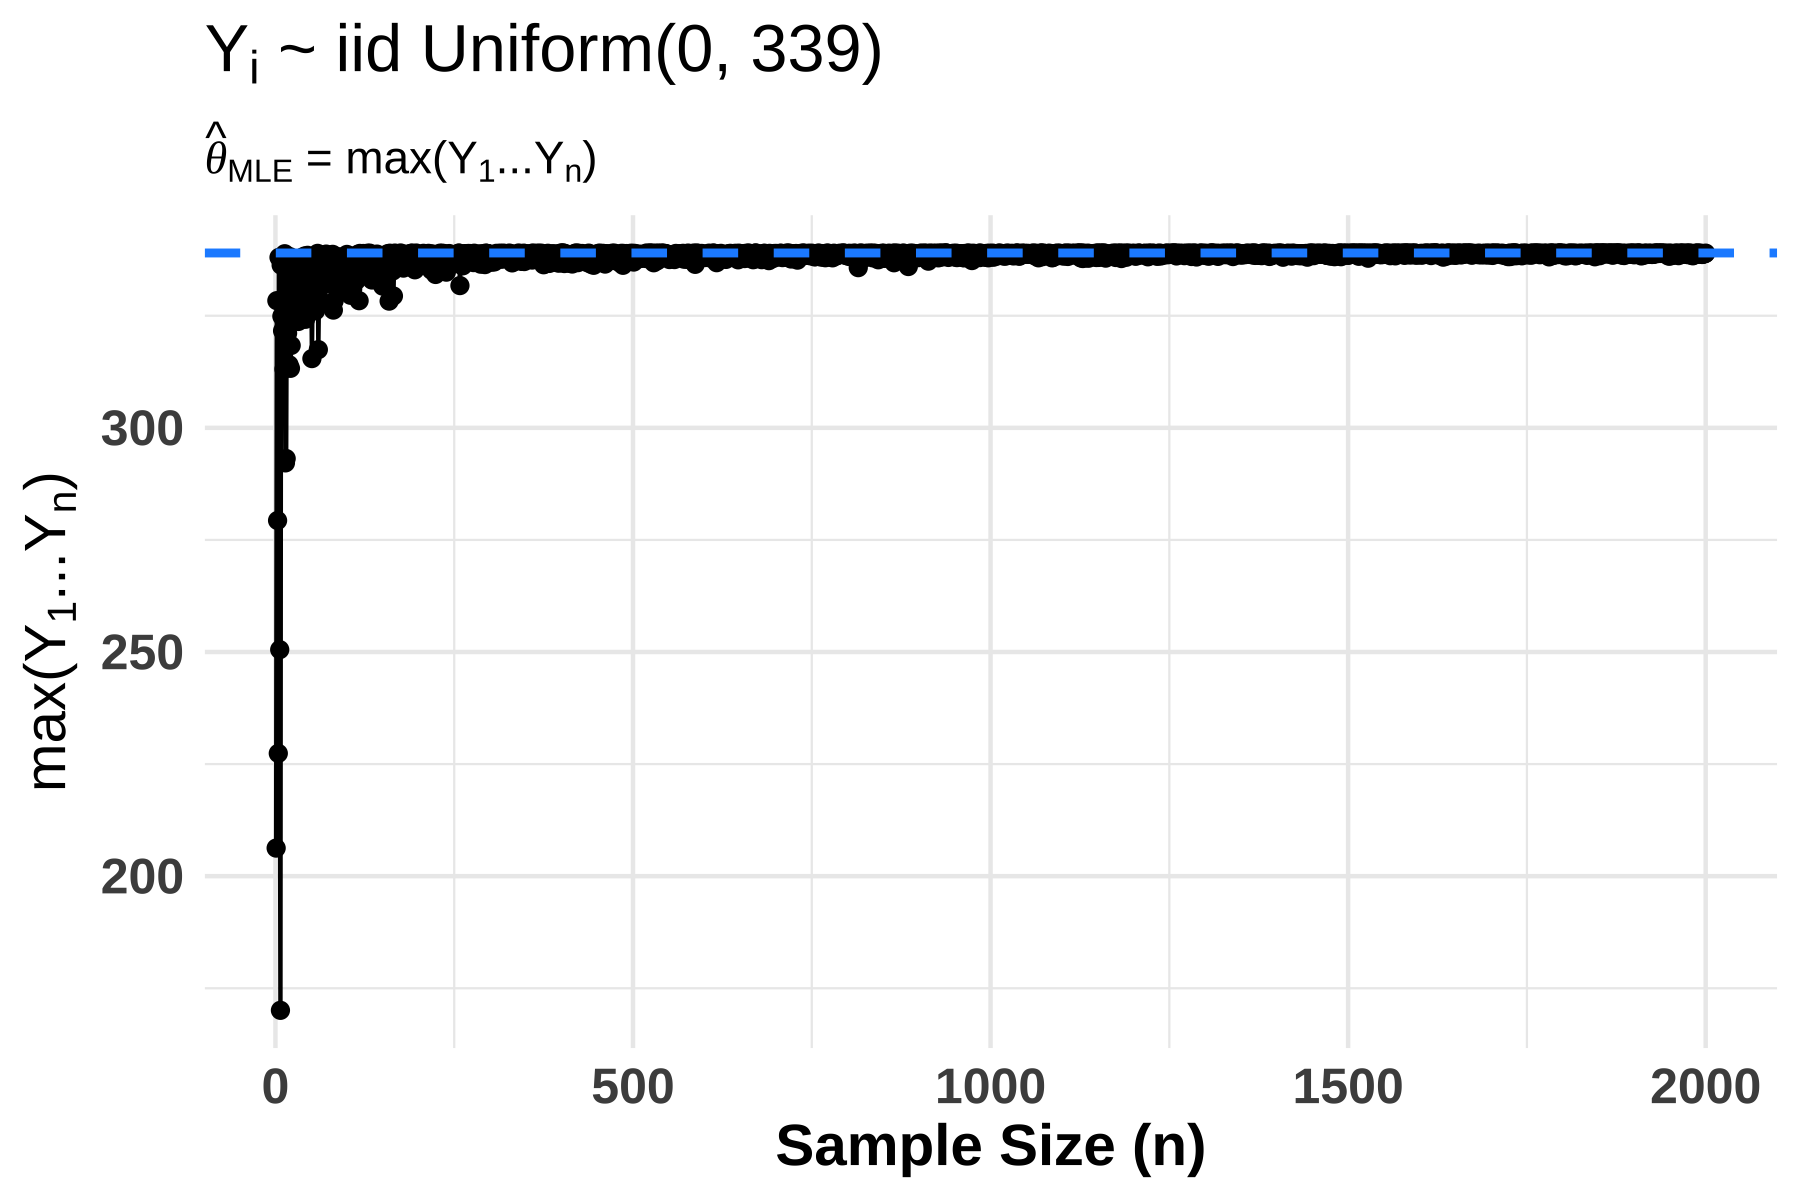 Yi ~ iid Uniform(0, 339)
θ̂MLE = max(Y1...Yn)
max(Y1...Yn)
300
250
200
0 500 1000 1500 2000
Sample Size (n)